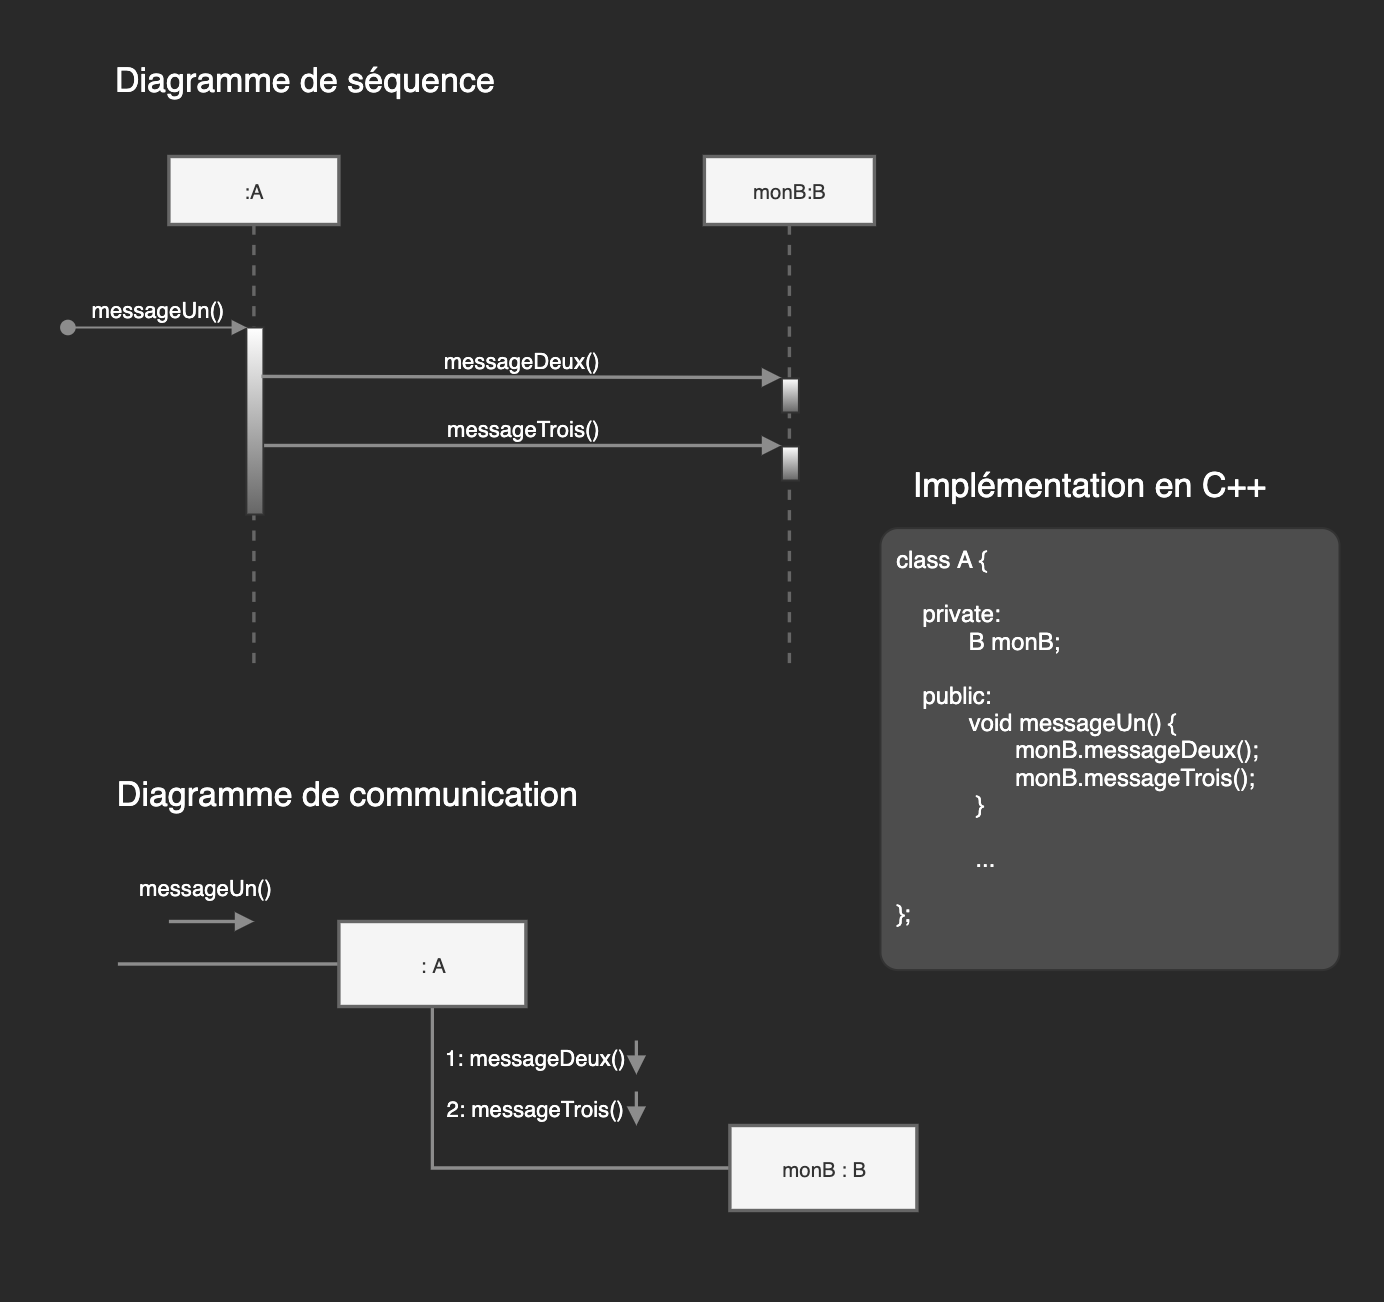 Diagramme de séquence
:A
monB:B
messageUn()
messageDeux()
messageTrois()
Implémentation en C++
class A {
private:
B monB;
public:
void messageUn() {
monB.messageDeux();
monB.messageTrois();
}
...
};
Diagramme de communication
messageUn()
: A
1: messageDeux()
2: messageTrois()
monB : B